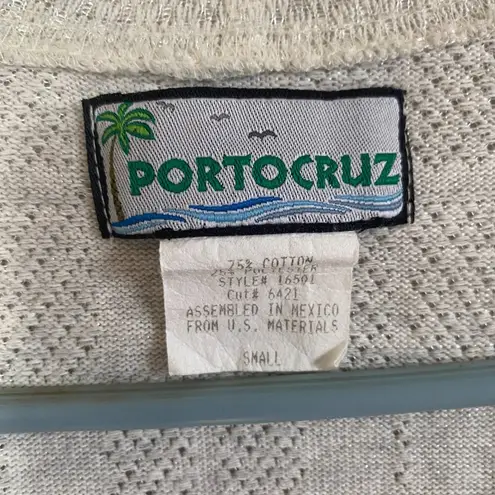 PORTOCRUZ
75% COTTON
25% POLYESTER
STYLE# 16501
Cut# 6421
ASSEMBLED IN MEXICO
FROM U.S. MATERIALS
SMALL